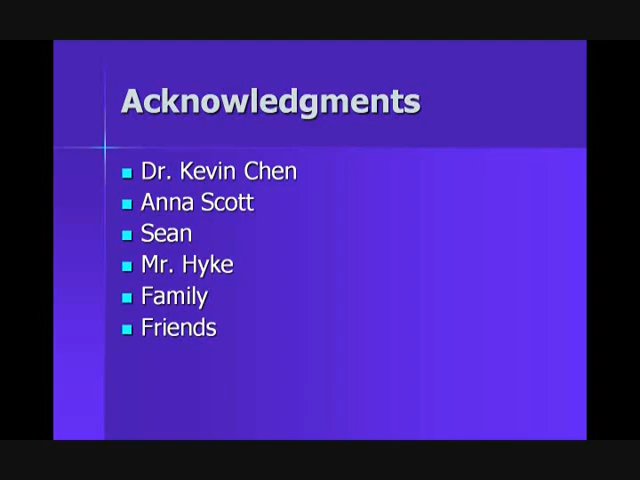 Acknowledgments
Dr. Kevin Chen
Anna Scott
Sean
Mr. Hyke
Family
Friends